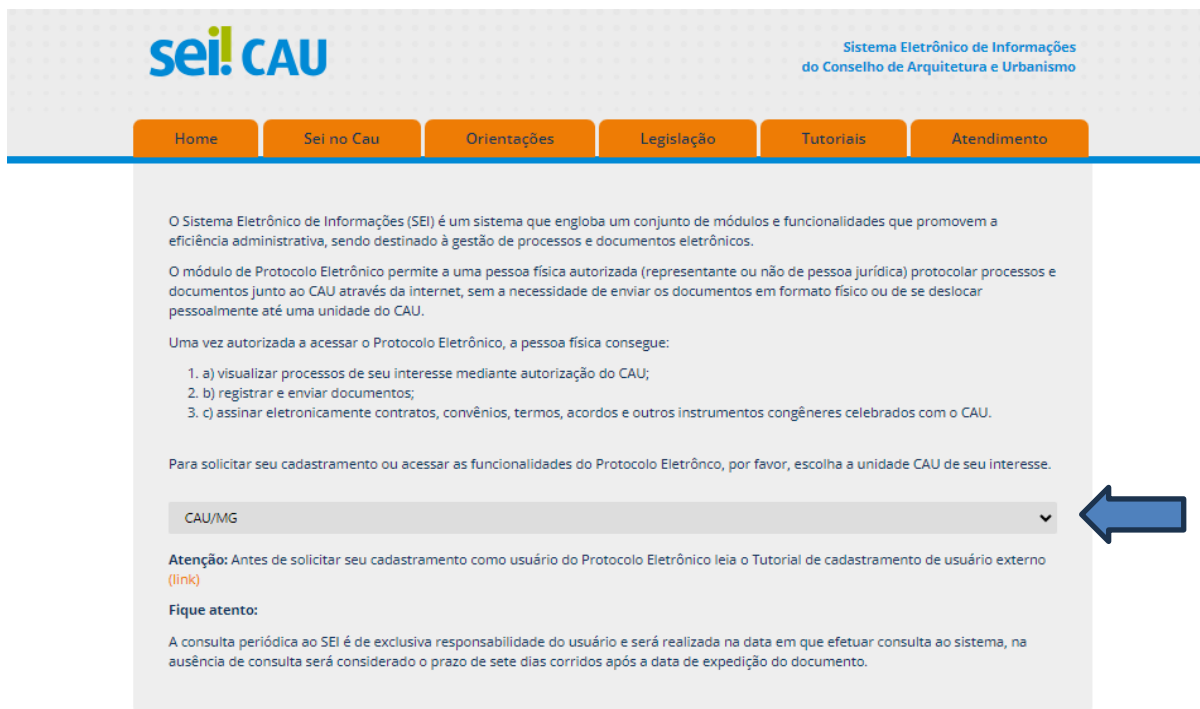 sei! CAU
Sistema Eletrônico de Informações
do Conselho de Arquitetura e Urbanismo
Home
Sei no Cau
Orientações
Legislação
Tutoriais
Atendimento
O Sistema Eletrônico de Informações (SEI) é um sistema que engloba um conjunto de módulos e funcionalidades que promovem a
eficiência administrativa, sendo destinado à gestão de processos e documentos eletrônicos.
O módulo de Protocolo Eletrônico permite a uma pessoa física autorizada (representante ou não de pessoa jurídica) protocolar processos e
documentos junto ao CAU através da internet, sem a necessidade de enviar os documentos em formato físico ou de se deslocar
pessoalmente até uma unidade do CAU.
Uma vez autorizada a acessar o Protocolo Eletrônico, a pessoa física consegue:
1. a) visualizar processos de seu interesse mediante autorização do CAU;
2. b) registrar e enviar documentos;
3. c) assinar eletronicamente contratos, convênios, termos, acordos e outros instrumentos congêneres celebrados com o CAU.
Para solicitar seu cadastramento ou acessar as funcionalidades do Protocolo Eletrônco, por favor, escolha a unidade CAU de seu interesse.
CAU/MG
Atenção: Antes de solicitar seu cadastramento como usuário do Protocolo Eletrônico leia o Tutorial de cadastramento de usuário externo
(link)
Fique atento:
A consulta periódica ao SEI é de exclusiva responsabilidade do usuário e será realizada na data em que efetuar consulta ao sistema, na
ausência de consulta será considerado o prazo de sete dias corridos após a data de expedição do documento.